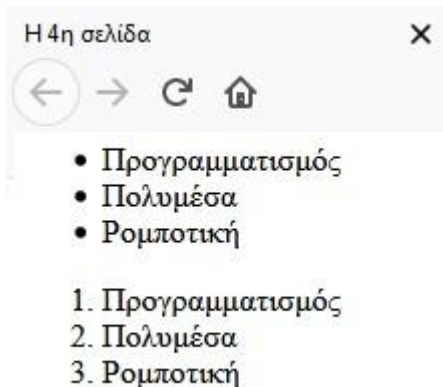 Η 4η σελίδα
• Προγραμματισμός
• Πολυμέσα
• Ρομποτική
1. Προγραμματισμός
2. Πολυμέσα
3. Ρομποτική